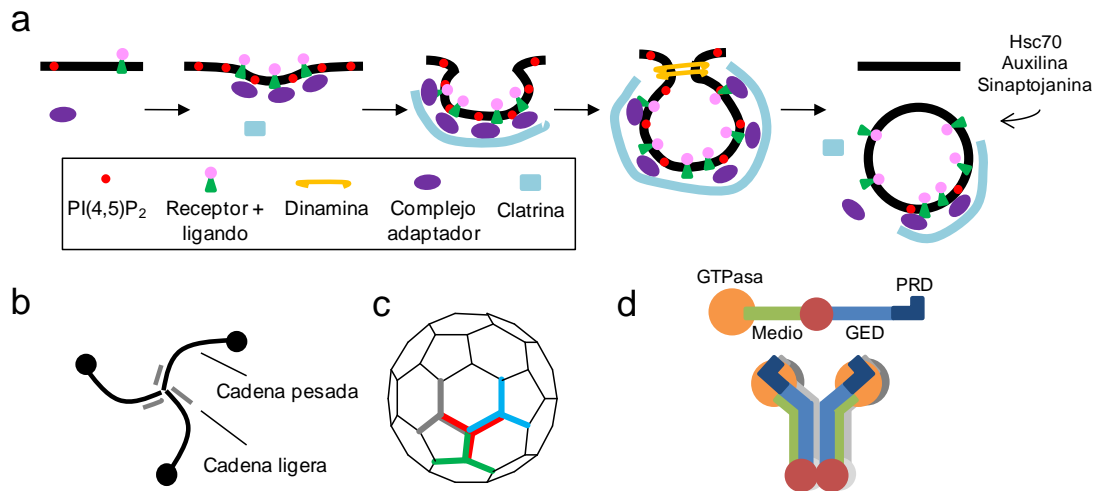 a
Hsc70
Auxilina
Sinaptojanina
PI(4,5)P2
Receptor +
ligando
Dinamina
Complejo
adaptador
Clatrina
b
Cadena pesada
Cadena ligera
c
d
GTPasa
PRD
Medio
GED